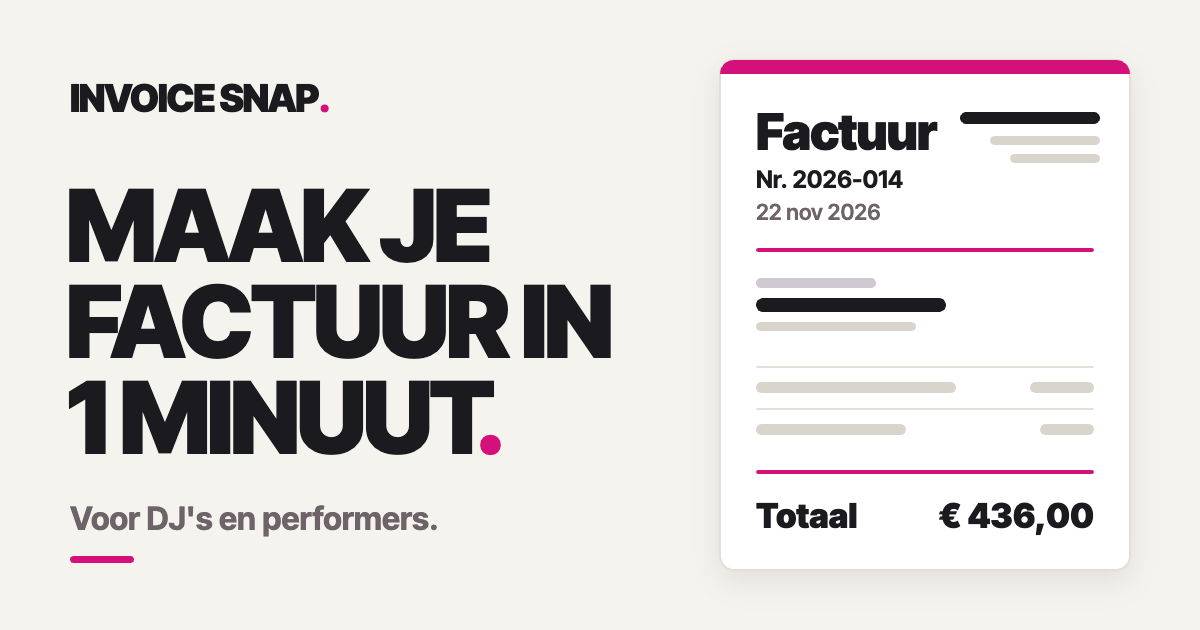 INVOICE SNAP.
MAAK JE
FACTUUR IN
1 MINUUT.
Voor DJ's en performers.
Factuur
Nr. 2026-014
22 nov 2026
Totaal € 436,00